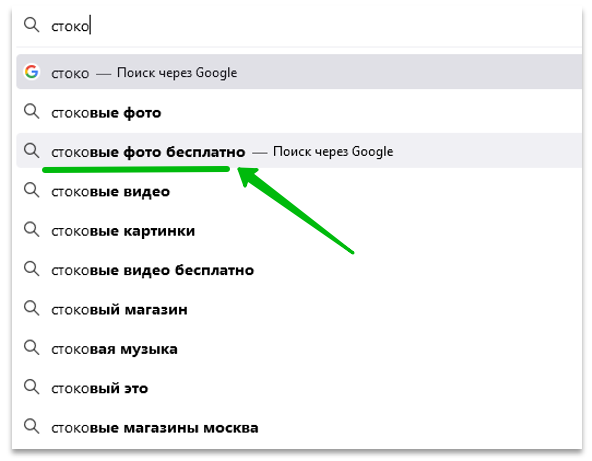 стоко
стоко — Поиск через Google
стоковые фото
стоковые фото бесплатно — Поиск через Google
стоковые видео
стоковые картинки
стоковые видео бесплатно
стоковый магазин
стоковая музыка
стоковый это
стоковые магазины москва